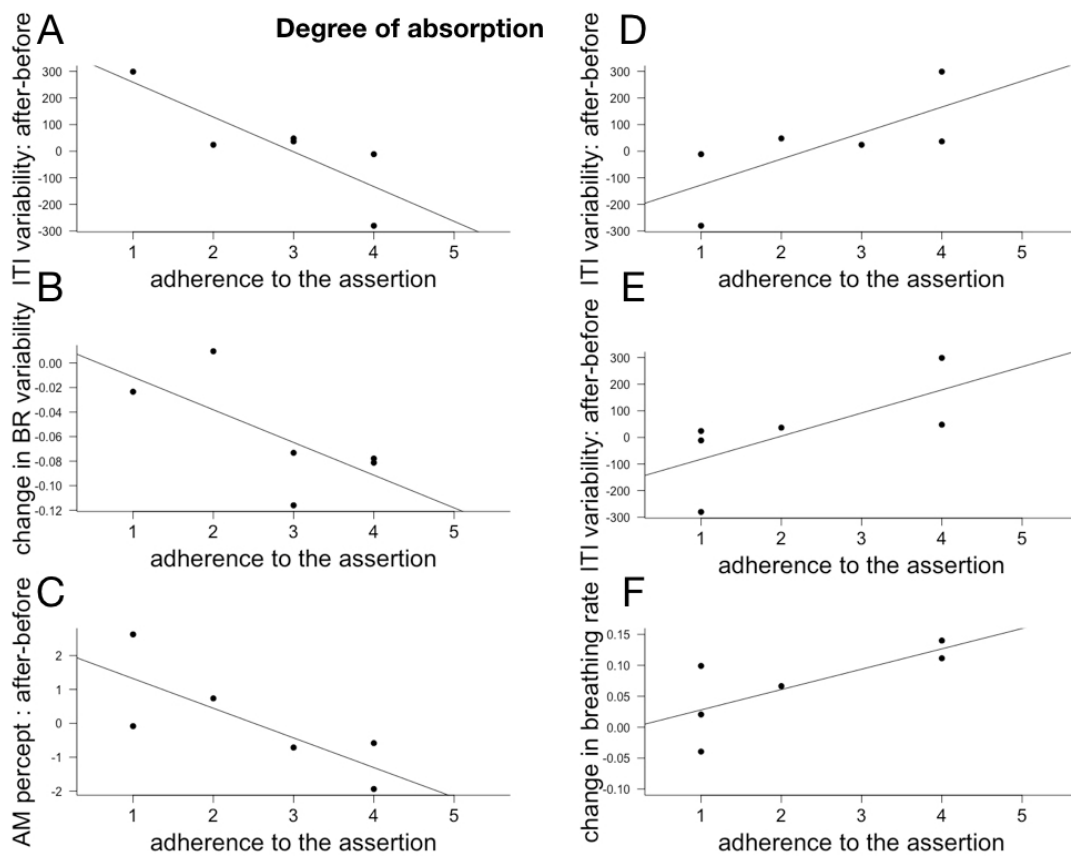 Degree of absorption
A
ITI variability: after-before
300
200
100
0
-100
-200
-300
1 2 3 4 5
adherence to the assertion
B
change in BR variability
0.00
-0.02
-0.04
-0.06
-0.08
-0.10
-0.12
1 2 3 4 5
adherence to the assertion
C
AM percept : after-before
2
1
0
-1
-2
1 2 3 4 5
adherence to the assertion
D
ITI variability: after-before
300
200
100
0
-100
-200
-300
1 2 3 4 5
adherence to the assertion
E
ITI variability: after-before
300
200
100
0
-100
-200
-300
1 2 3 4 5
adherence to the assertion
F
change in breathing rate
0.15
0.10
0.05
0.00
-0.05
-0.10
1 2 3 4 5
adherence to the assertion